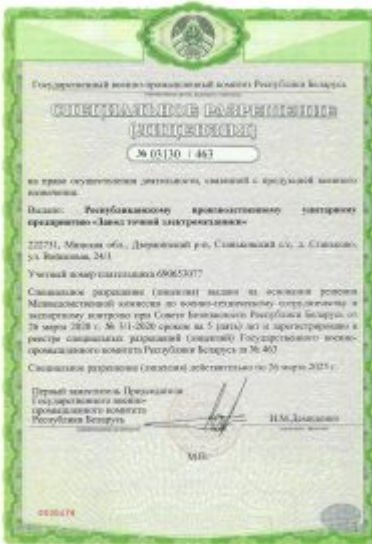 Государственный военно-промышленный комитет Республики Беларусь
СПЕЦИАЛЬНОЕ РАЗРЕШЕНИЕ
(ЛИЦЕНЗИЯ)
№ 03130 / 463
на право осуществления деятельности, связанной с продукцией военного
назначения.
Выдано: Республиканскому производственному унитарному
предприятию «Завод точной электромеханики»
222731, Минская обл., Дзержинский р-н, Станьковский с/с, д. Станьково,
ул. 24/1
Учетный номер плательщика 690653077
Специальное разрешение (лицензия) выдано на основании решения
Межведомственной комиссии по военно-техническому сотрудничеству и
экспортному контролю при Совете Безопасности Республики Беларусь от
26 марта 2020 г. № 3/1-2020 сроком на 5 (пять) лет и зарегистрировано в
реестре специальных разрешений (лицензий) Государственного военно-
промышленного комитета Республики Беларусь за № 463
Специальное разрешение (лицензия) действительно по 26 марта 2025 г.
Первый заместитель Председателя
Государственного военно-
промышленного комитета
Республики Беларусь
М.П.